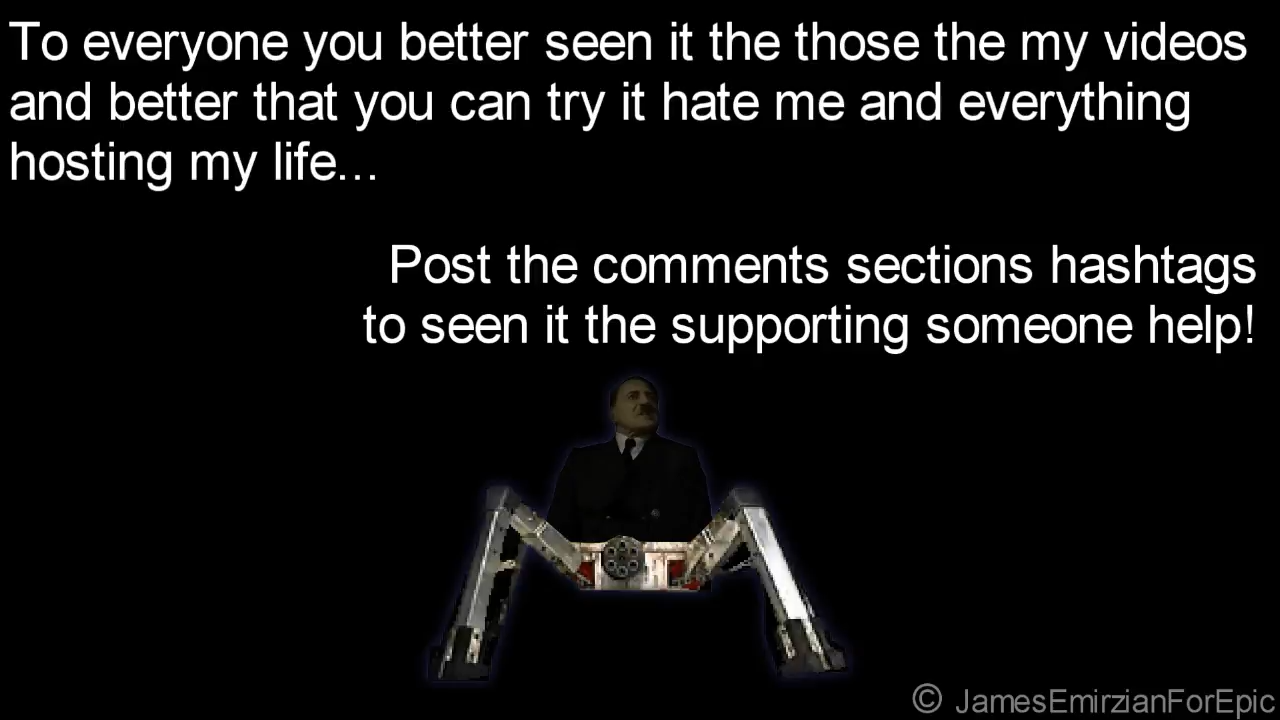 To everyone you better seen it the those the my videos
and better that you can try it hate me and everything
hosting my life...
Post the comments sections hashtags
to seen it the supporting someone help!
© JamesEmirzianForEpic